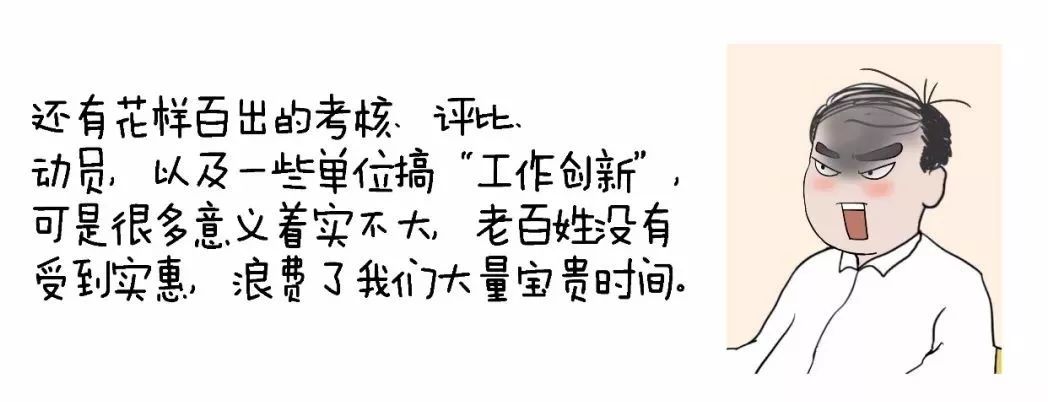 还有花样百出的考核、评比、
动员，以及一些单位搞“工作创新”，
可是很多意义着实不大，老百姓没有
受到实惠，浪费了我们大量宝贵时间。